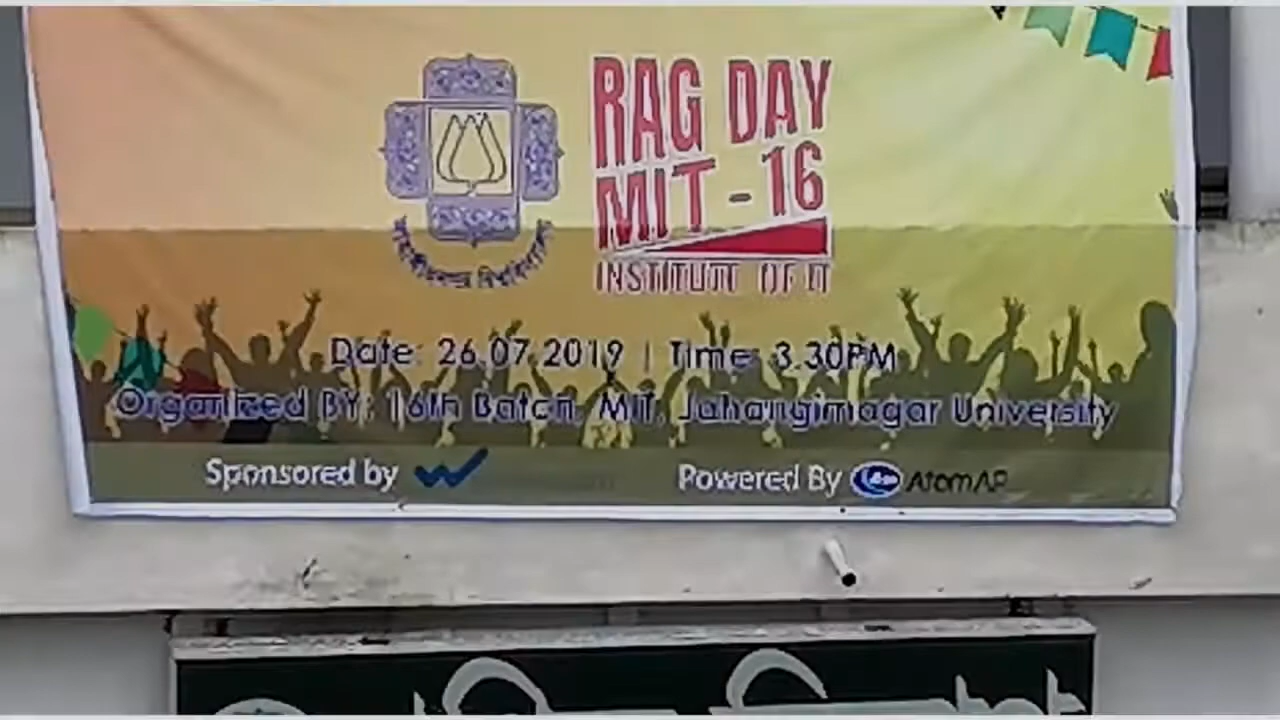 RAG DAY
MIT - 16
INSTITUTE OF IT
Date: 26.07.2019 | Time: 3.30PM
Organized BY: 16th Batch, MIT, Jahangirnagar University
Sponsored by
Powered By AtomAP